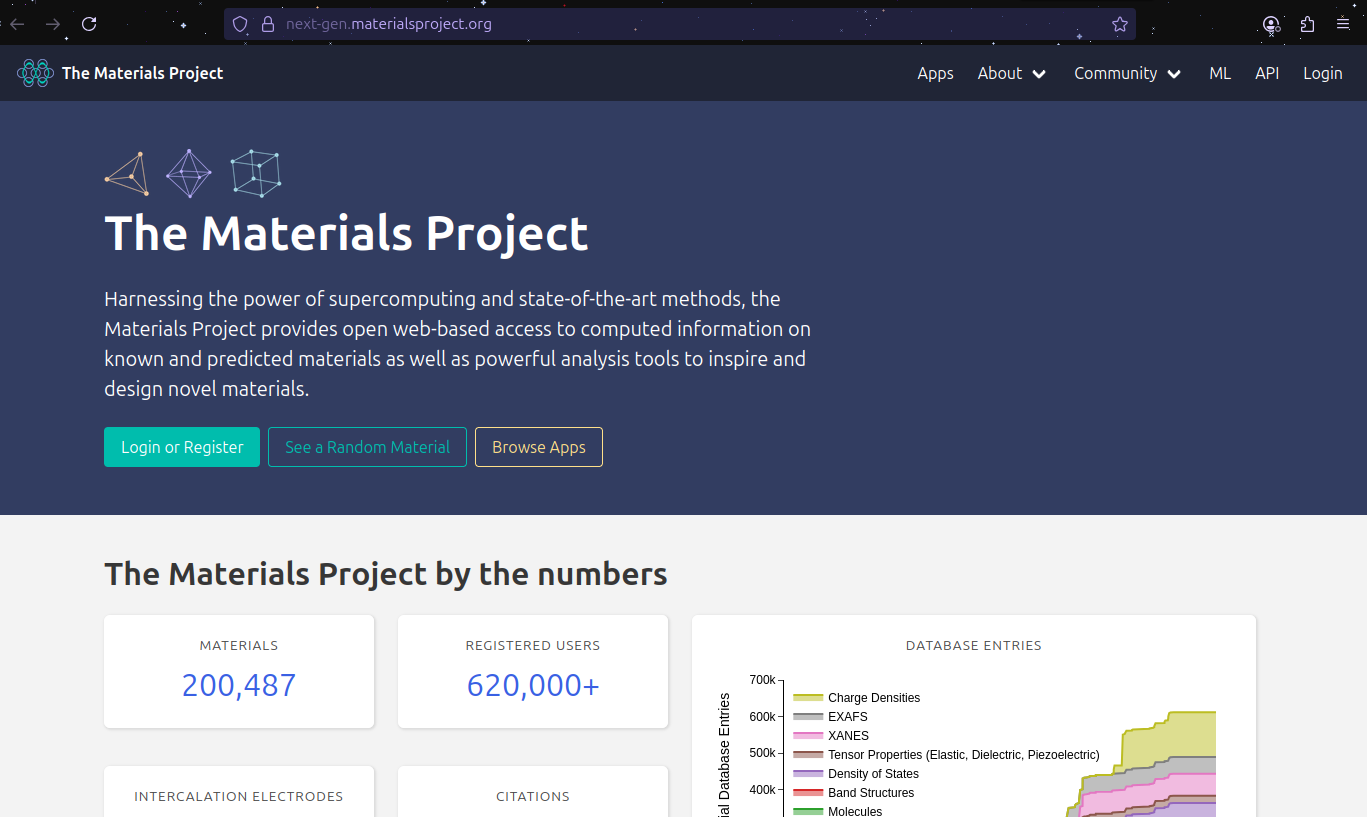 next-gen.materialsproject.org
The Materials Project
Apps
About
Community
ML
API
Login
The Materials Project
Harnessing the power of supercomputing and state-of-the-art methods, the
Materials Project provides open web-based access to computed information on
known and predicted materials as well as powerful analysis tools to inspire and
design novel materials.
Login or Register
See a Random Material
Browse Apps
The Materials Project by the numbers
MATERIALS
200,487
REGISTERED USERS
620,000+
INTERCALATION ELECTRODES
CITATIONS
DATABASE ENTRIES
700k
600k
500k
400k
Database Entries
Charge Densities
EXAFS
XANES
Tensor Properties (Elastic, Dielectric, Piezoelectric)
Density of States
Band Structures
Molecules